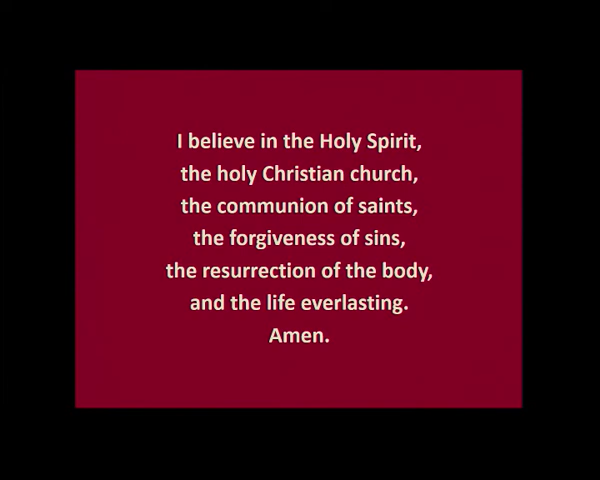 I believe in the Holy Spirit,
the holy Christian church,
the communion of saints,
the forgiveness of sins,
the resurrection of the body,
and the life everlasting.
Amen.